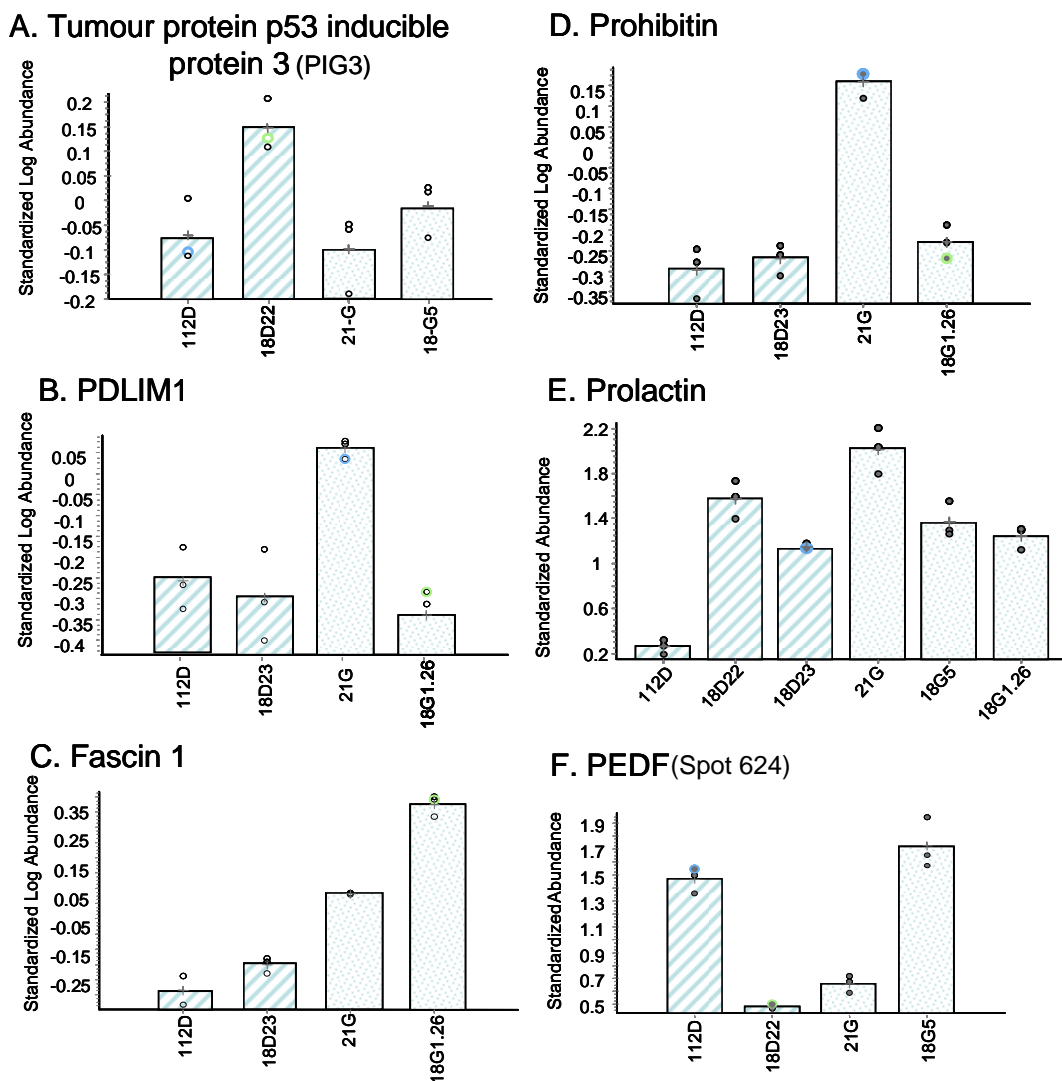 A. Tumour protein p53 inducible
protein 3 (PIG3)
Standardized Log Abundance
0.2
0.15
0.1
0.05
0
-0.05
-0.1
-0.15
-0.2
112D
18D22
21-G
18-G5
B. PDLIM1
Standardized Log Abundance
0.05
0
-0.05
-0.1
-0.15
-0.2
-0.25
-0.3
-0.35
-0.4
112D
18D23
21G
18G1.26
C. Fascin 1
Standardized Log Abundance
0.35
0.25
0.15
0.05
-0.05
-0.15
-0.25
112D
18D23
21G
18G1.26
D. Prohibitin
Standardized Log Abundance
0.15
0.1
0.05
0
-0.05
-0.1
-0.15
-0.2
-0.25
-0.3
-0.35
112D
18D23
21G
18G1.26
E. Prolactin
Standardized Abundance
2.2
1.8
1.4
1
0.6
0.2
112D
18D22
18D23
21G
18G5
18G1.26
F. PEDF(Spot 624)
StandardizedAbundance
1.9
1.7
1.5
1.3
1.1
0.9
0.7
0.5
112D
18D22
21G
18G5